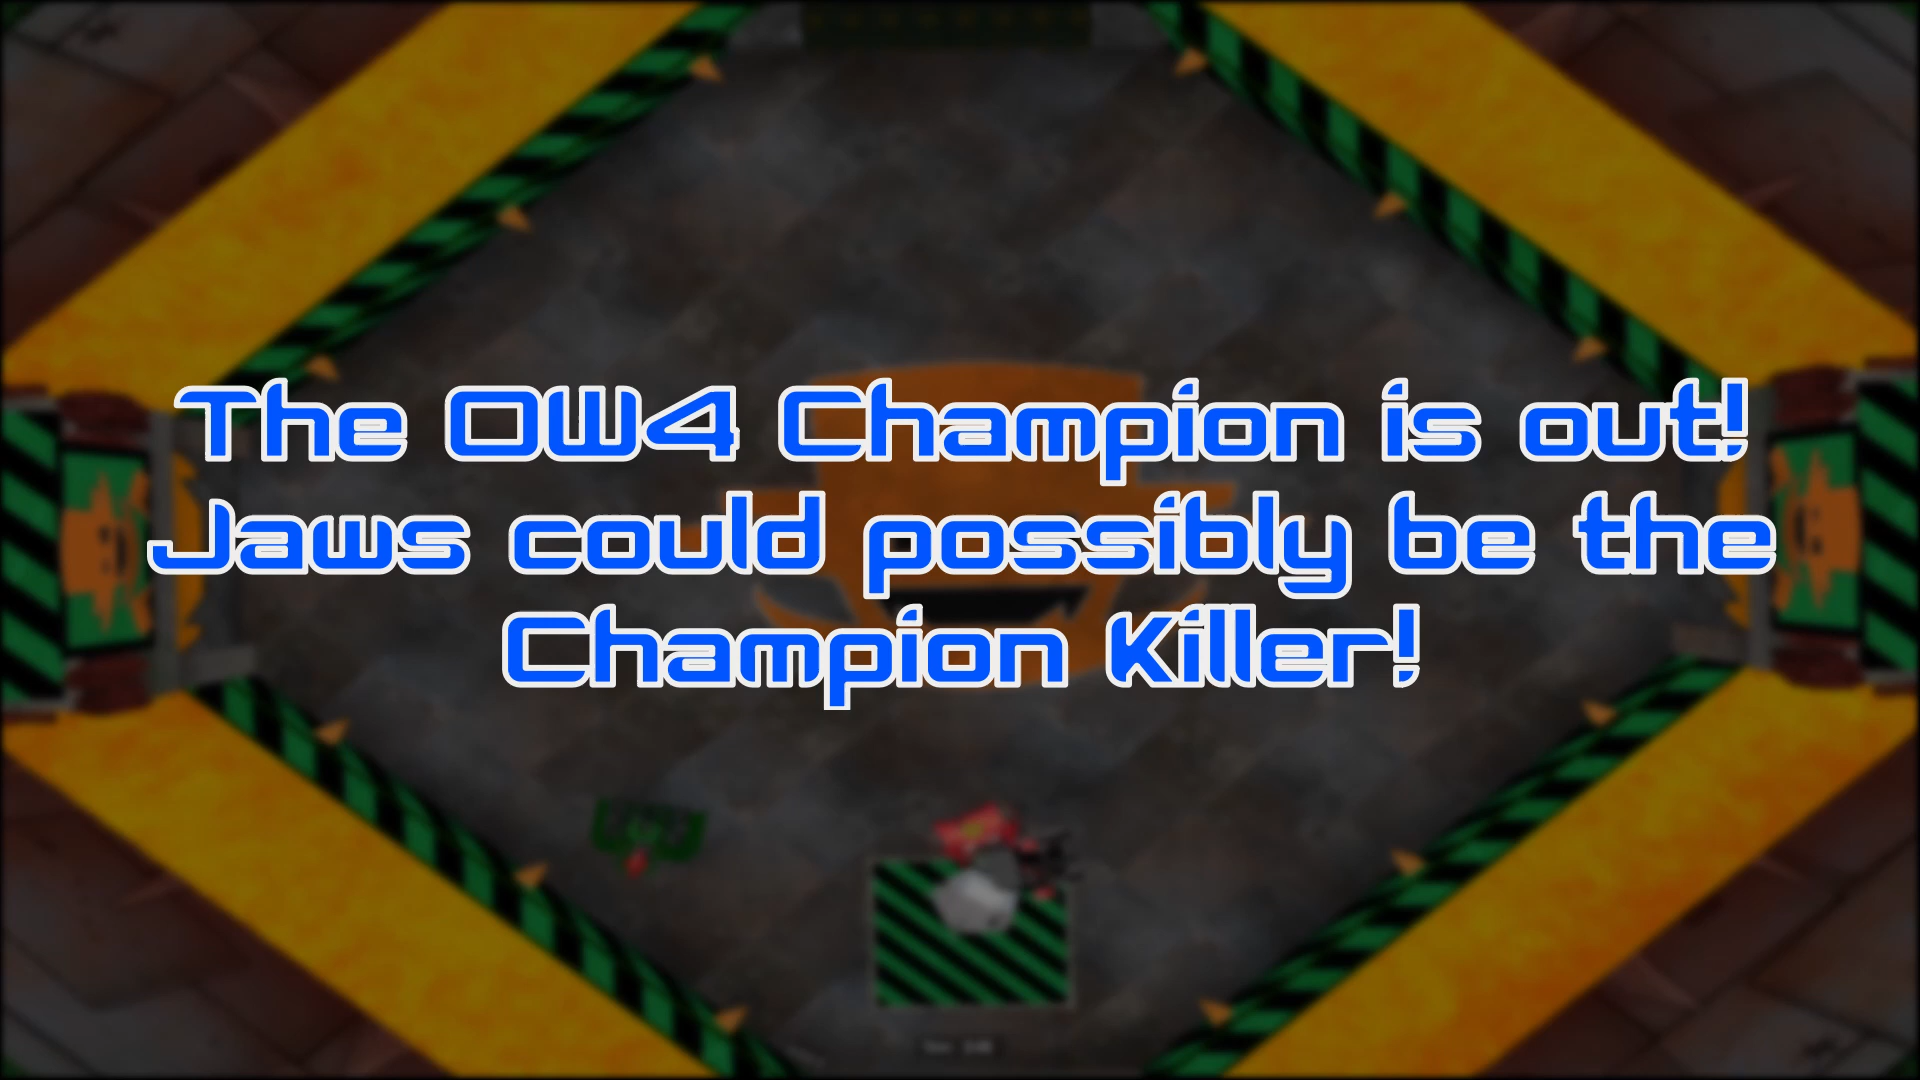 The OW4 Champion is out!
Jaws could possibly be the
Champion Killer!